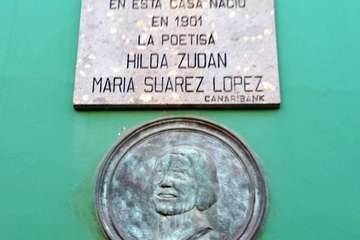 EN ESTA CASA NACIO
EN 1901
LA POETISA
HILDA ZUDAN
MARIA SUAREZ LOPEZ
CANARIBANK